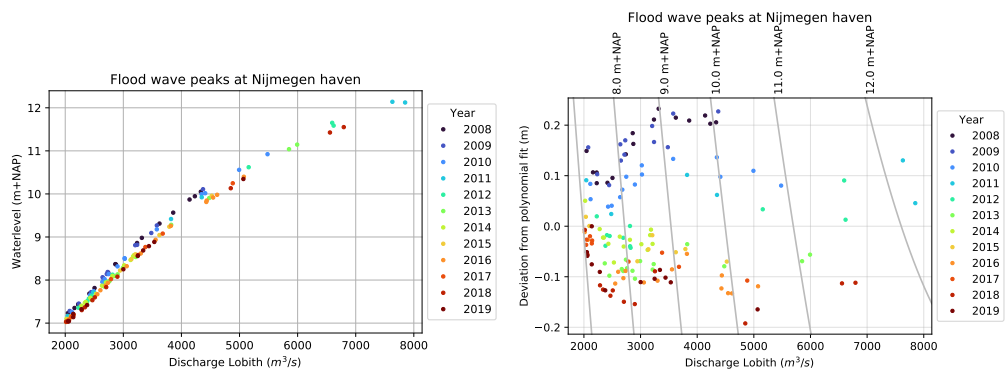 Flood wave peaks at Nijmegen haven
Waterlevel (m+NAP)
12
11
10
9
8
7
2000 3000 4000 5000 6000 7000 8000
Discharge Lobith (m³/s)
Year
2008
2009
2010
2011
2012
2013
2014
2015
2016
2017
2018
2019
Flood wave peaks at Nijmegen haven
8.0 m+NAP
9.0 m+NAP
10.0 m+NAP
11.0 m+NAP
12.0 m+NAP
Deviation from polynomial fit (m)
0.2
0.1
0.0
−0.1
−0.2
2000 3000 4000 5000 6000 7000 8000
Discharge Lobith (m³/s)
Year
2008
2009
2010
2011
2012
2013
2014
2015
2016
2017
2018
2019